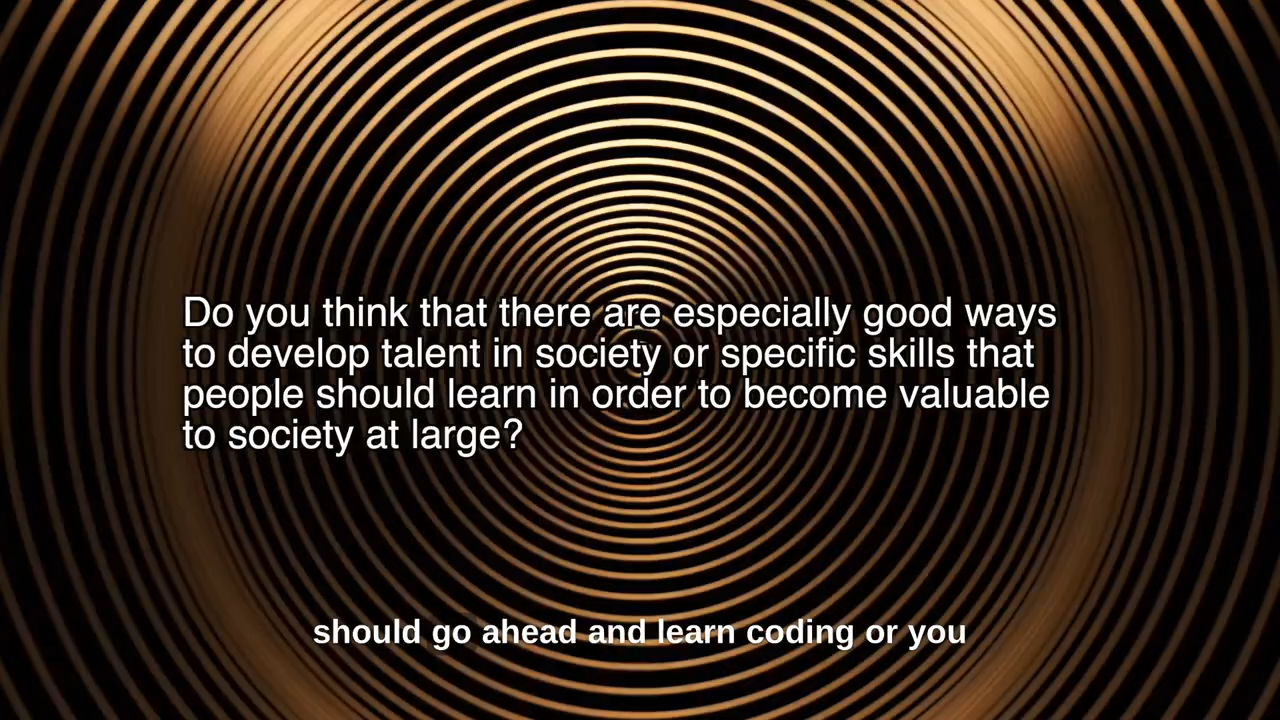 Do you think that there are especially good ways
to develop talent in society or specific skills that
people should learn in order to become valuable
to society at large?
should go ahead and learn coding or you